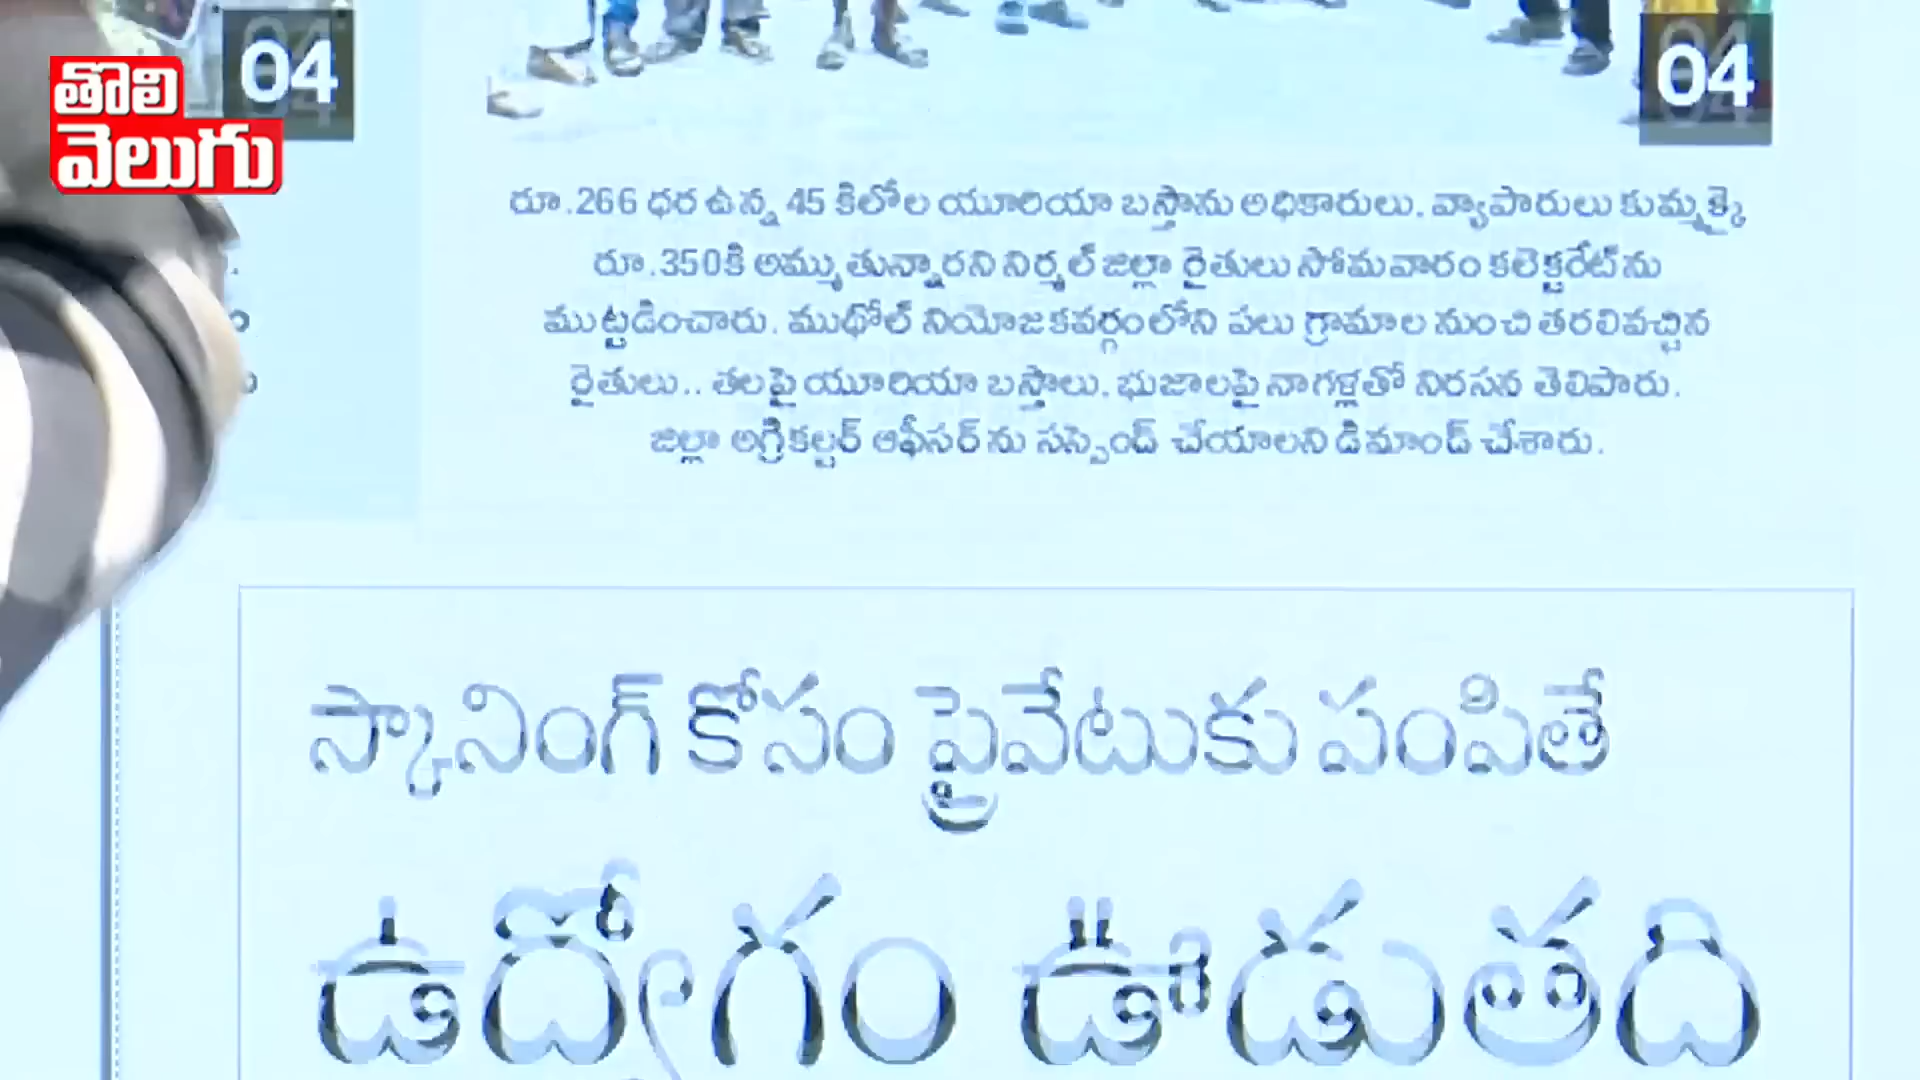 తొలి
వెలుగు
04
04
రూ.266 ధర ఉన్న 45 కిలోల యూరియా బస్తాను అధికారులు, వ్యాపారులు కుమ్మక్కై
రూ.350కి అమ్ముతున్నారని నిర్మల్ జిల్లా రైతులు సోమవారం కలెక్టరేట్‌ను
ముట్టడించారు. ముథోల్ నియోజకవర్గంలోని పలు గ్రామాల నుంచి తరలివచ్చిన
రైతులు.. తలపై యూరియా బస్తాలు, భుజాలపై నాగళ్లతో నిరసన తెలిపారు.
జిల్లా అగ్రికల్చర్ ఆఫీసర్‌ను సస్పెండ్ చేయాలని డిమాండ్ చేశారు.
స్కానింగ్ కోసం ప్రైవేటుకు పంపితే
ఉద్యోగం ఊడుతది